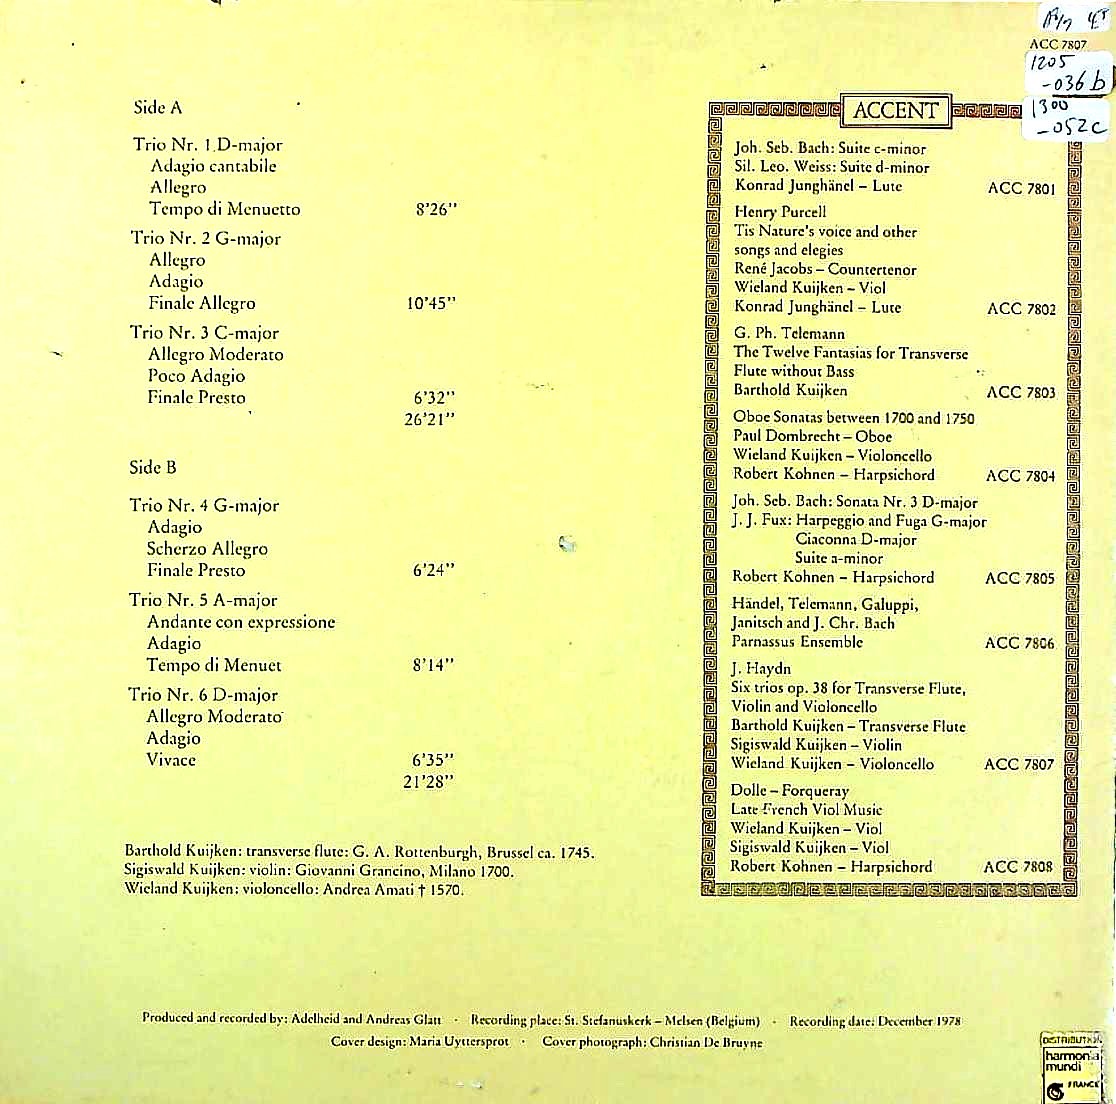 ACC 7807
1205
-036 b
1300
-052c
Side A
Trio Nr. 1 D-major
Adagio cantabile
Allegro
Tempo di Menuetto 8'26"
Trio Nr. 2 G-major
Allegro
Adagio
Finale Allegro 10'45"
Trio Nr. 3 C-major
Allegro Moderato
Poco Adagio
Finale Presto 6'32"
26'21"
Side B
Trio Nr. 4 G-major
Adagio
Scherzo Allegro
Finale Presto 6'24"
Trio Nr. 5 A-major
Andante con expressione
Adagio
Tempo di Menuet 8'14"
Trio Nr. 6 D-major
Allegro Moderato
Adagio
Vivace 6'35"
21'28"
Barthold Kuijken: transverse flute: G. A. Rottenburgh, Brussel ca. 1745.
Sigiswald Kuijken: violin: Giovanni Grancino, Milano 1700.
Wieland Kuijken: violoncello: Andrea Amati † 1570.
ACCENT
Joh. Seb. Bach: Suite c-minor
Sil. Leo. Weiss: Suite d-minor
Konrad Junghänel – Lute ACC 7801
Henry Purcell
Tis Nature's voice and other
songs and elegies
René Jacobs – Countertenor
Wieland Kuijken – Viol
Konrad Junghänel – Lute ACC 7802
G. Ph. Telemann
The Twelve Fantasias for Transverse
Flute without Bass
Barthold Kuijken ACC 7803
Oboe Sonatas between 1700 and 1750
Paul Dombrecht – Oboe
Wieland Kuijken – Violoncello
Robert Kohnen – Harpsichord ACC 7804
Joh. Seb. Bach: Sonata Nr. 3 D-major
J. J. Fux: Harpeggio and Fuga G-major
Ciaconna D-major
Suite a-minor
Robert Kohnen – Harpsichord ACC 7805
Händel, Telemann, Galuppi,
Janitsch and J. Chr. Bach
Parnassus Ensemble ACC 7806
J. Haydn
Six trios op. 38 for Transverse Flute,
Violin and Violoncello
Barthold Kuijken – Transverse Flute
Sigiswald Kuijken – Violin
Wieland Kuijken – Violoncello ACC 7807
Dolle – Forqueray
Late French Viol Music
Wieland Kuijken – Viol
Sigiswald Kuijken – Viol
Robert Kohnen – Harpsichord ACC 7808
Produced and recorded by: Adelheid and Andreas Glatt · Recording place: St. Stefanuskerk – Melsen (Belgium) · Recording date: December 1978
Cover design: Maria Uyttersprot · Cover photograph: Christian De Bruyne
DISTRIBUTION
harmonia
mundi
FRANCE